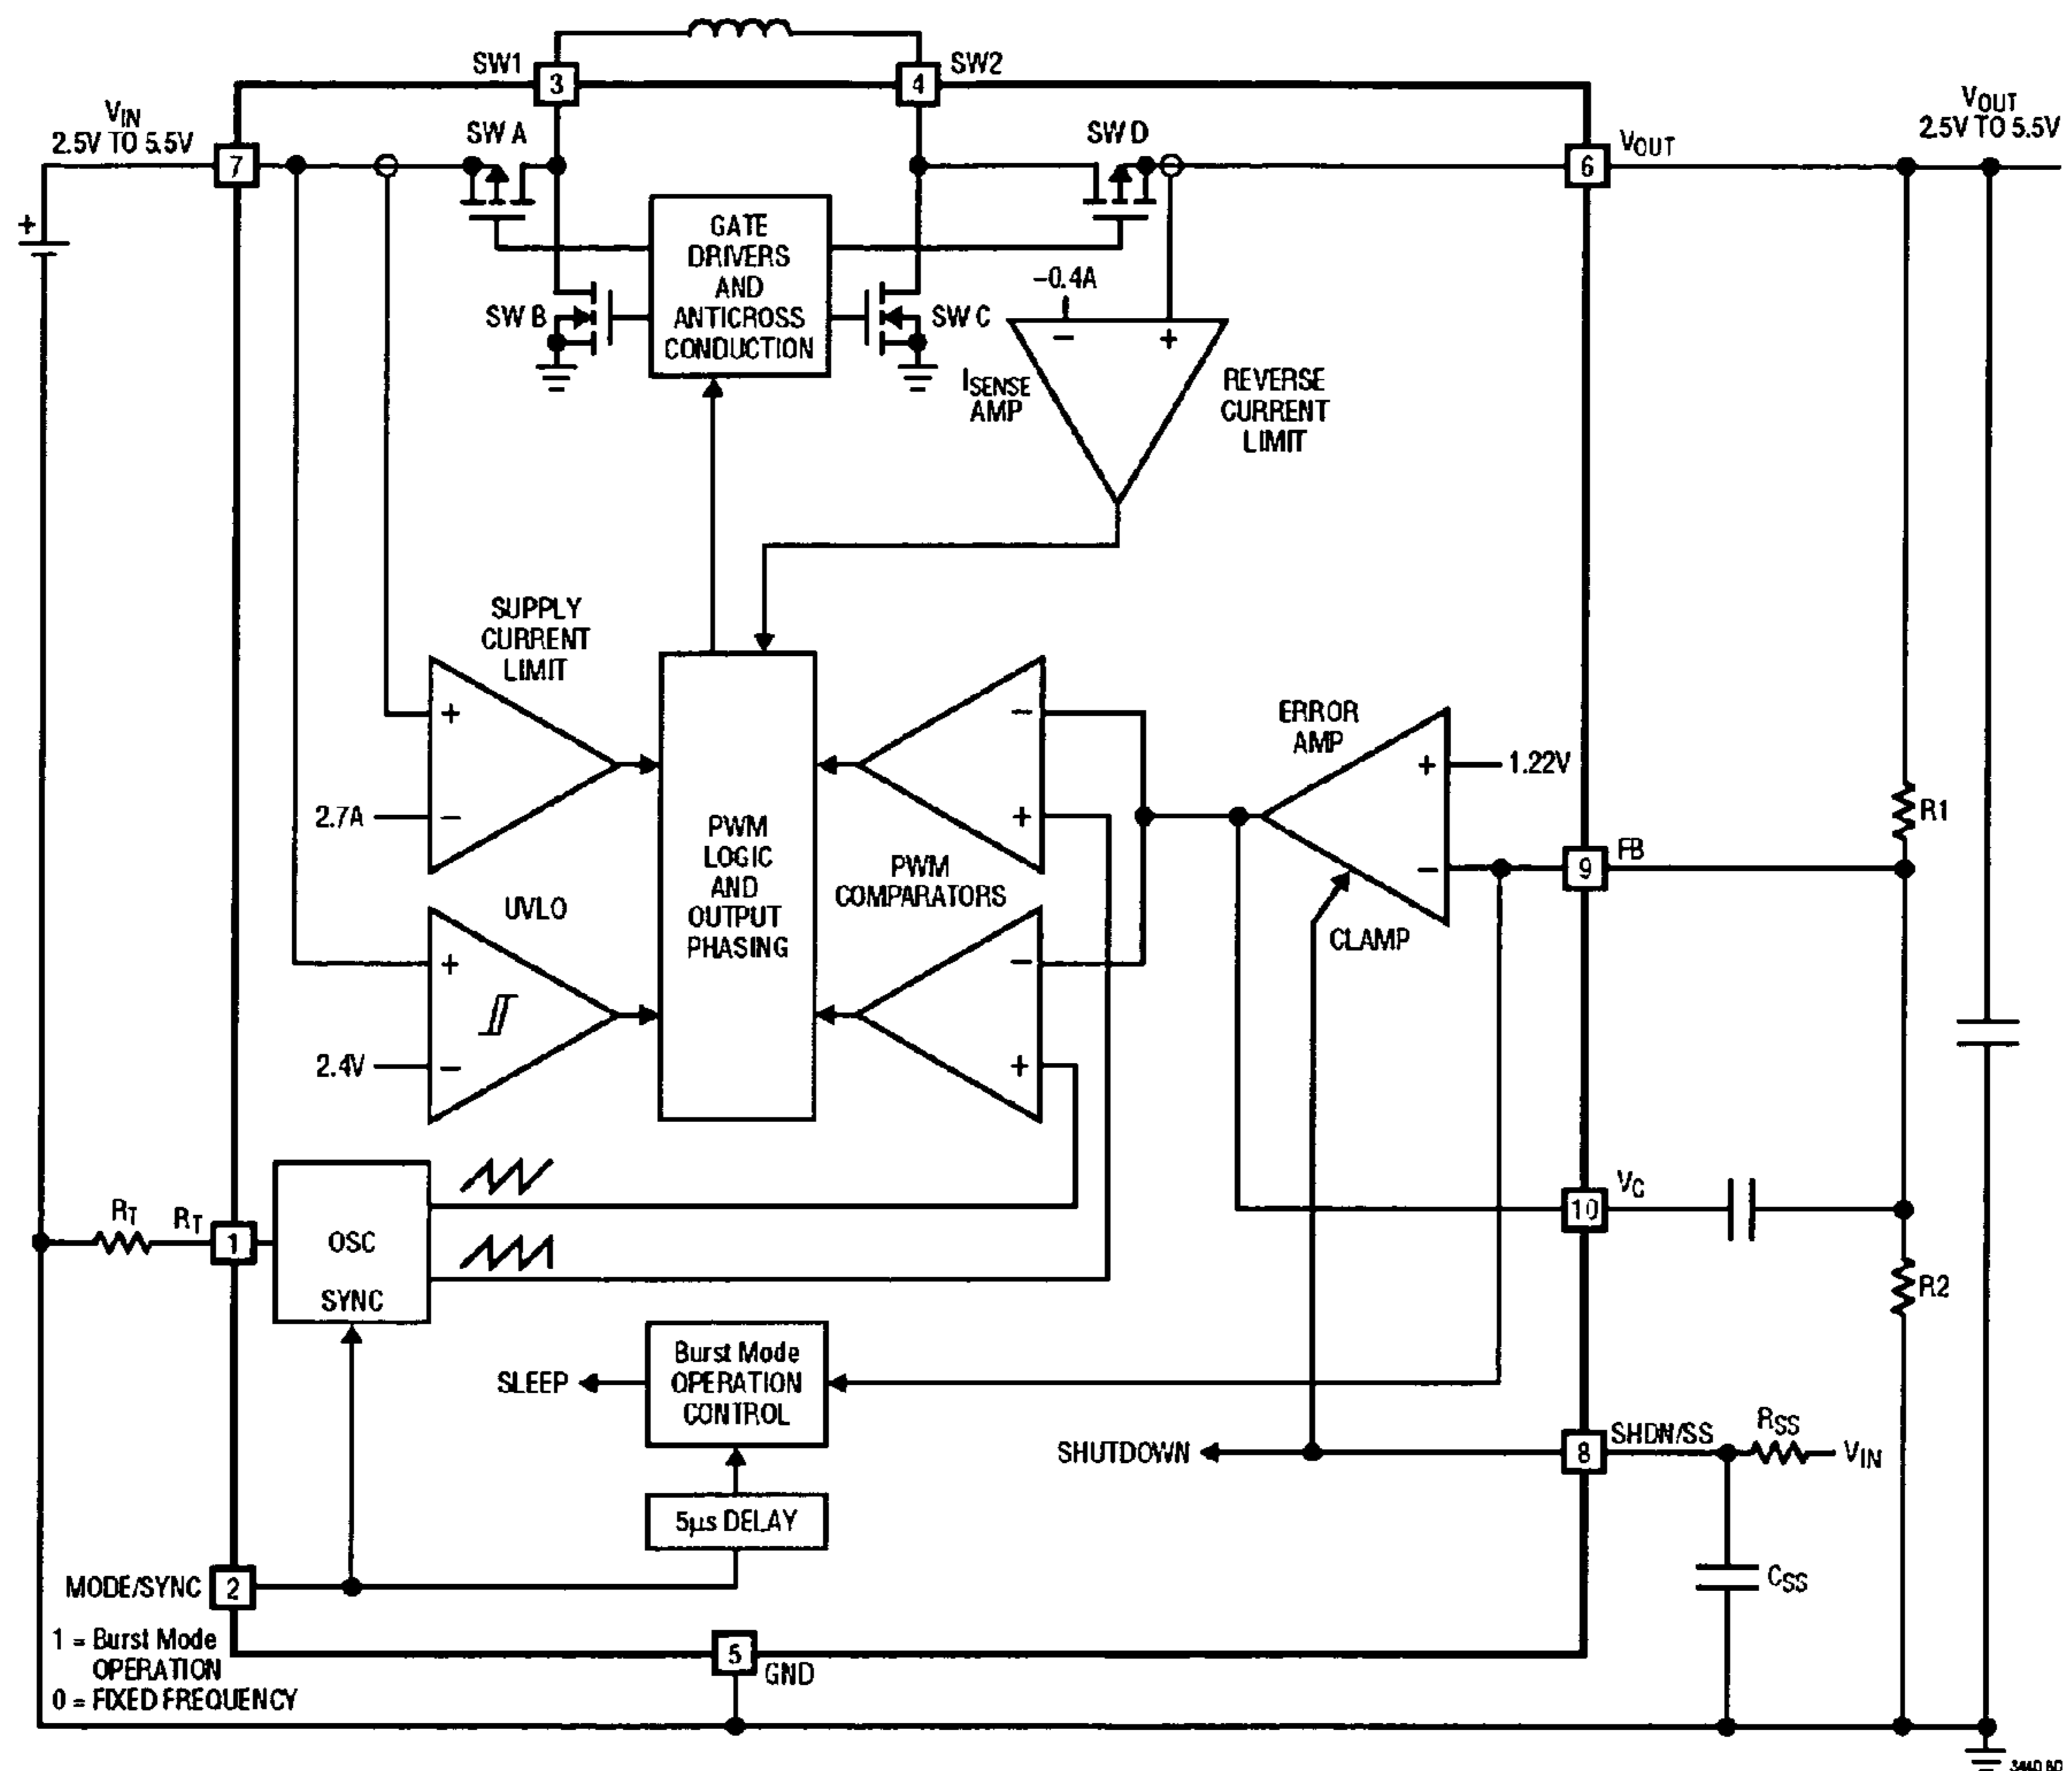 SW1
3
4
SW2
VIN
2.5V TO 5.5V
7
SW A
SW D
6
VOUT
VOUT
2.5V TO 5.5V
+
GATE
DRIVERS
AND
ANTICROSS
CONDUCTION
SW B
SW C
−0.4A
−
+
ISENSE
AMP
REVERSE
CURRENT
LIMIT
SUPPLY
CURRENT
LIMIT
+
2.7A
−
UVLO
+
2.4V
−
PWM
LOGIC
AND
OUTPUT
PHASING
−
+
PWM
COMPARATORS
−
+
ERROR
AMP
+
1.22V
−
CLAMP
9
FB
R1
10
VC
R2
RT
RT
1
OSC
SYNC
SLEEP
Burst Mode
OPERATION
CONTROL
5µs DELAY
SHUTDOWN
8
SHDN/SS
RSS
VIN
CSS
MODE/SYNC
2
1 = Burst Mode
OPERATION
0 = FIXED FREQUENCY
5
GND
3440 BD